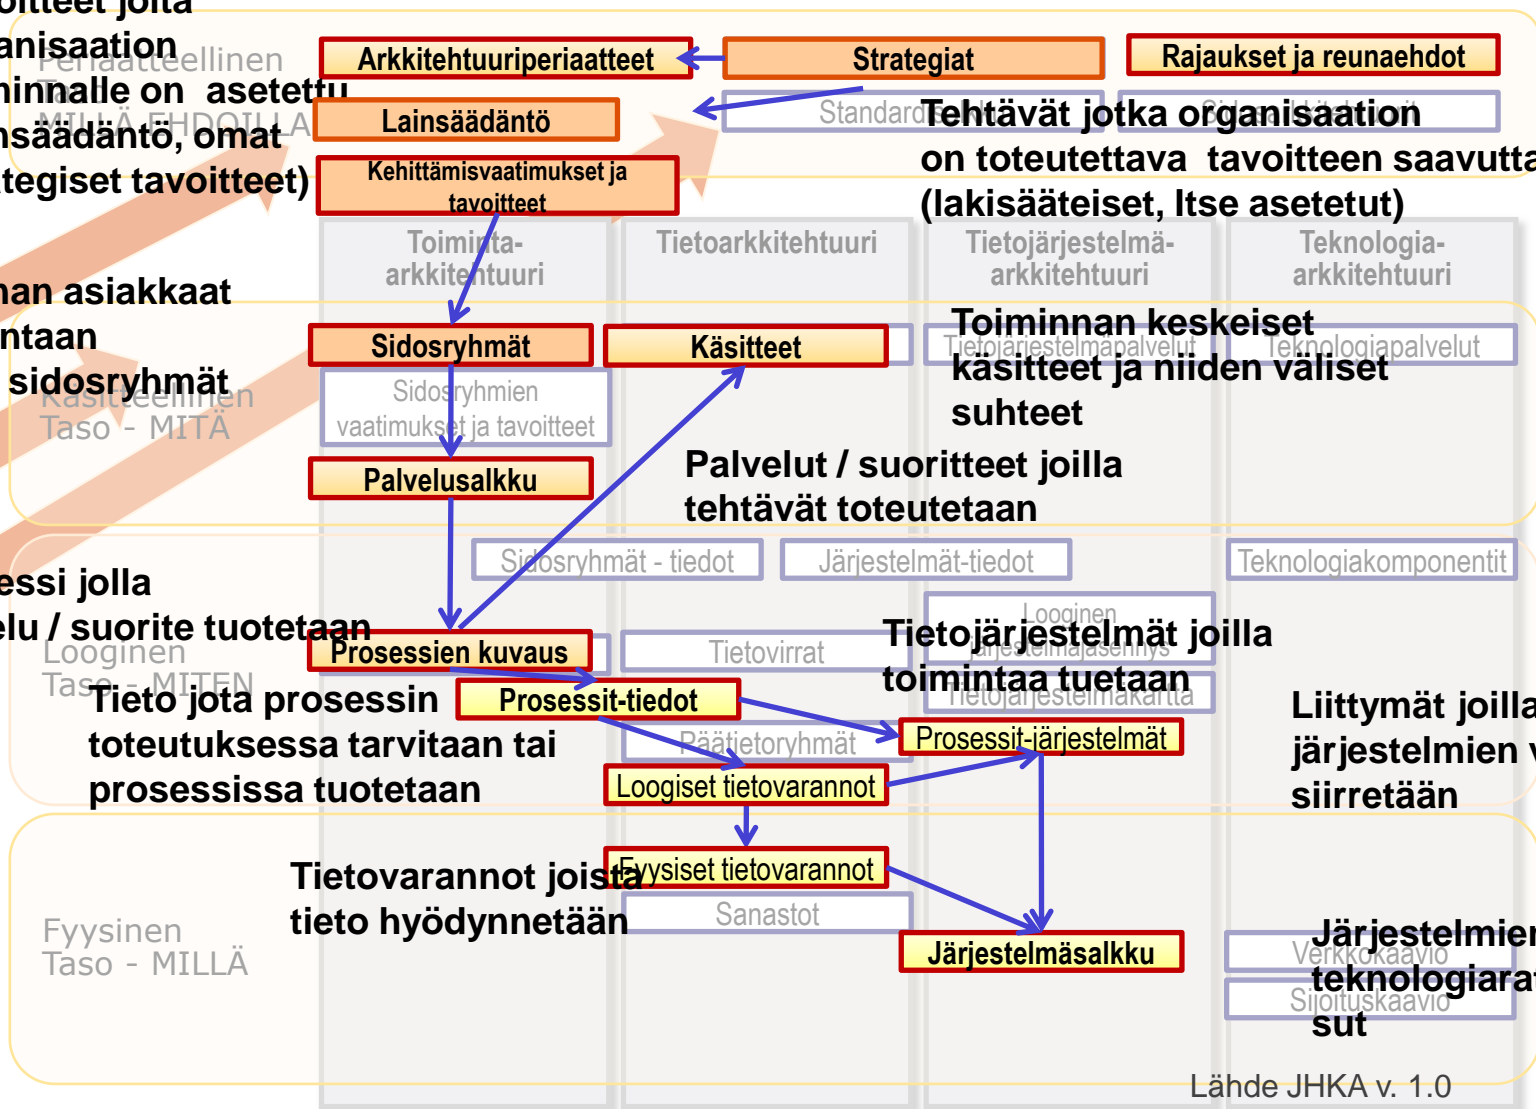 Arkkitehtuuriperiaatteet
Strategiat
Rajaukset ja reunaehdot
Periaatteellinen
MILLÄ EHDOILLA
anisaation
asetettu
nsäädäntö, omat
tegiset tavoitteet)
Lainsäädäntö
Kehittämisvaatimukset ja
tavoitteet
Tehtävät jotka organisaation
on toteutettava tavoitteen saavutta
(lakisääteiset, Itse asetetut)
Toiminta-
arkkitehtuuri
Tietoarkkitehtuuri
Tietojärjestelmä-
arkkitehtuuri
Teknologia-
arkkitehtuuri
nan asiakkaat
ntaan
sidosryhmät
Käsitteellinen
Taso - MITÄ
Sidosryhmät
Käsitteet
Tietojärjestelmäpalvelut
Teknologiapalvelut
Toiminnan keskeiset
käsitteet ja niiden väliset
suhteet
Sidosryhmien
vaatimukset ja tavoitteet
Palvelusalkku
Palvelut / suoritteet joilla
tehtävät toteutetaan
Sidosryhmät - tiedot
Järjestelmät-tiedot
Teknologiakomponentit
essi jolla
elu / suorite tuotetaan
Looginen
Taso - MITEN
Prosessien kuvaus
Tietovirrat
Looginen
järjestelmäjäsennys
Tietojärjestelmäkartta
Tietojärjestelmät joilla
toimintaa tuetaan
Tieto jota prosessin
toteutuksessa tarvitaan tai
prosessissa tuotetaan
Prosessit-tiedot
Päätietoryhmät
Prosessit-järjestelmät
Loogiset tietovarannot
Liittymät joilla
järjestelmien v
siirretään
Tietovarannot joista
tieto hyödynnetään
Fyysiset tietovarannot
Sanastot
Fyysinen
Taso - MILLÄ
Järjestelmäsalkku
Verkkokaavio
Sijoituskaavio
Järjestelmien
teknologiarat
sut
Lähde JHKA v. 1.0